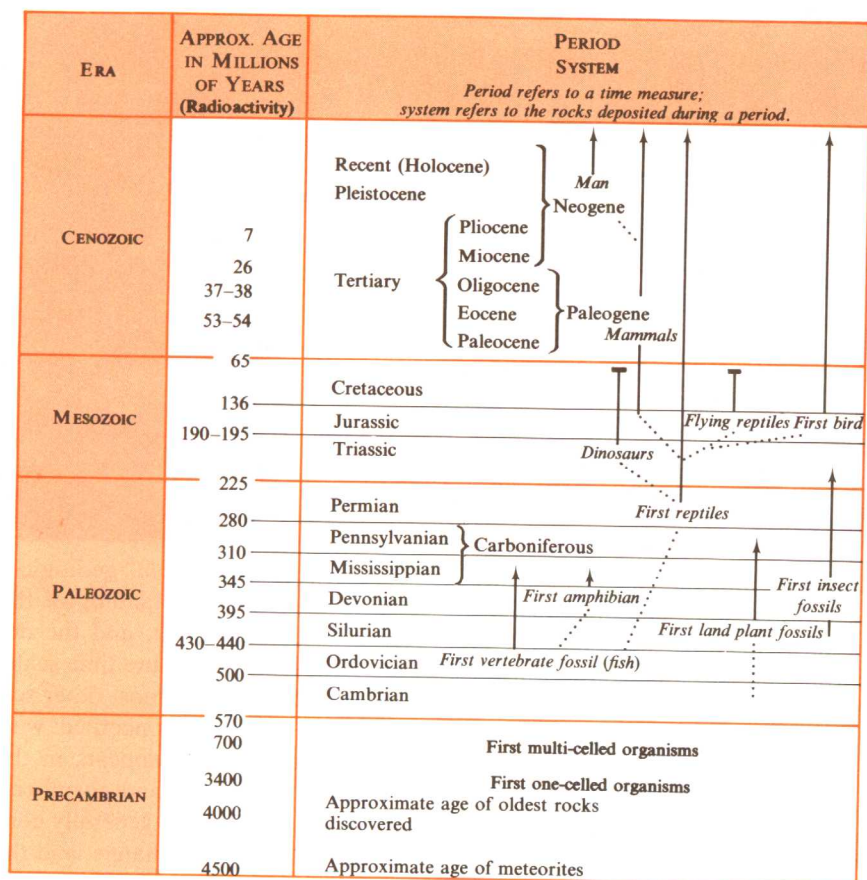 ERA
APPROX. AGE
IN MILLIONS
OF YEARS
(Radioactivity)
PERIOD
SYSTEM
Period refers to a time measure;
system refers to the rocks deposited during a period.
CENOZOIC
7
26
37–38
53–54
65
Recent (Holocene)
Pleistocene
Tertiary
Pliocene
Miocene
Oligocene
Eocene
Paleocene
Neogene
Paleogene
Man
Mammals
MESOZOIC
136
190–195
225
Cretaceous
Jurassic
Triassic
Dinosaurs
Flying reptiles
First bird
PALEOZOIC
280
310
345
395
430–440
500
570
Permian
Pennsylvanian
Mississippian
Carboniferous
Devonian
Silurian
Ordovician
Cambrian
First reptiles
First amphibian
First insect
fossils
First land plant fossils
First vertebrate fossil (fish)
PRECAMBRIAN
700
3400
4000
4500
First multi-celled organisms
First one-celled organisms
Approximate age of oldest rocks
discovered
Approximate age of meteorites